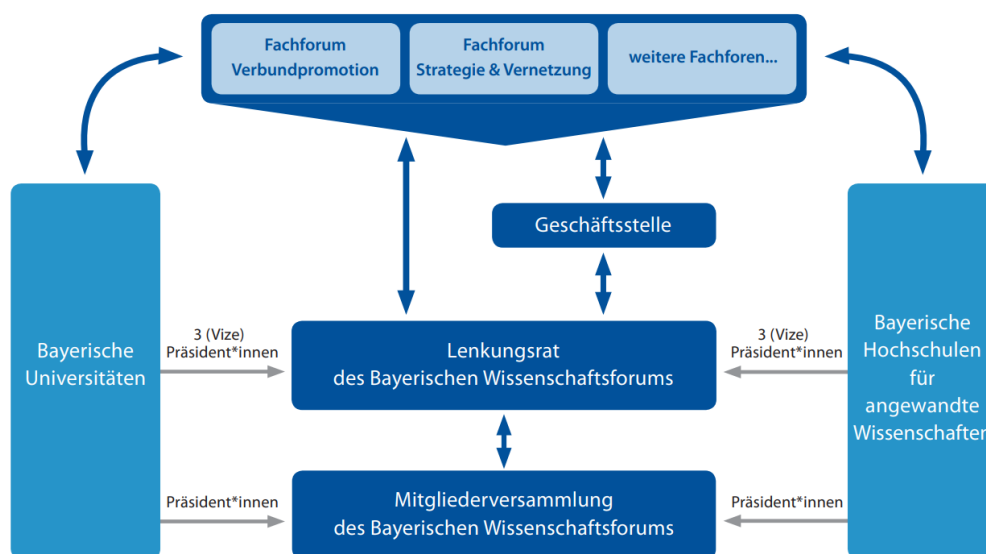 Fachforum
Verbundpromotion
Fachforum
Strategie & Vernetzung
weitere Fachforen...
Geschäftsstelle
Bayerische
Universitäten
3 (Vize)
Präsident*innen
Lenkungsrat
des Bayerischen Wissenschaftsforums
3 (Vize)
Präsident*innen
Bayerische
Hochschulen
für
angewandte
Wissenschafter
Präsident*innen
Mitgliederversammlung
des Bayerischen Wissenschaftsforums
Präsident*innen